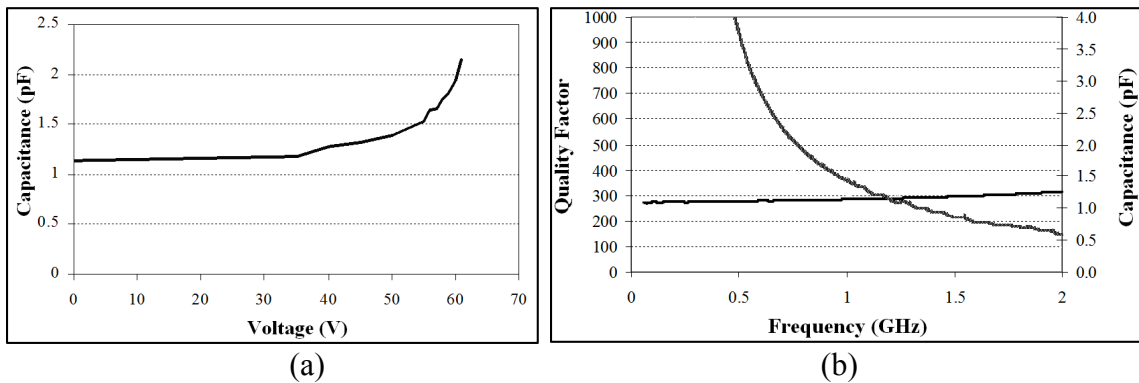 2.5
2
1.5
1
0.5
0
Capacitance (pF)
0 10 20 30 40 50 60 70
Voltage (V)
(a)
1000
900
800
700
600
500
400
300
200
100
0
Quality Factor
4.0
3.5
3.0
2.5
2.0
1.5
1.0
0.5
0.0
Capacitance (pF)
0 0.5 1 1.5 2
Frequency (GHz)
(b)